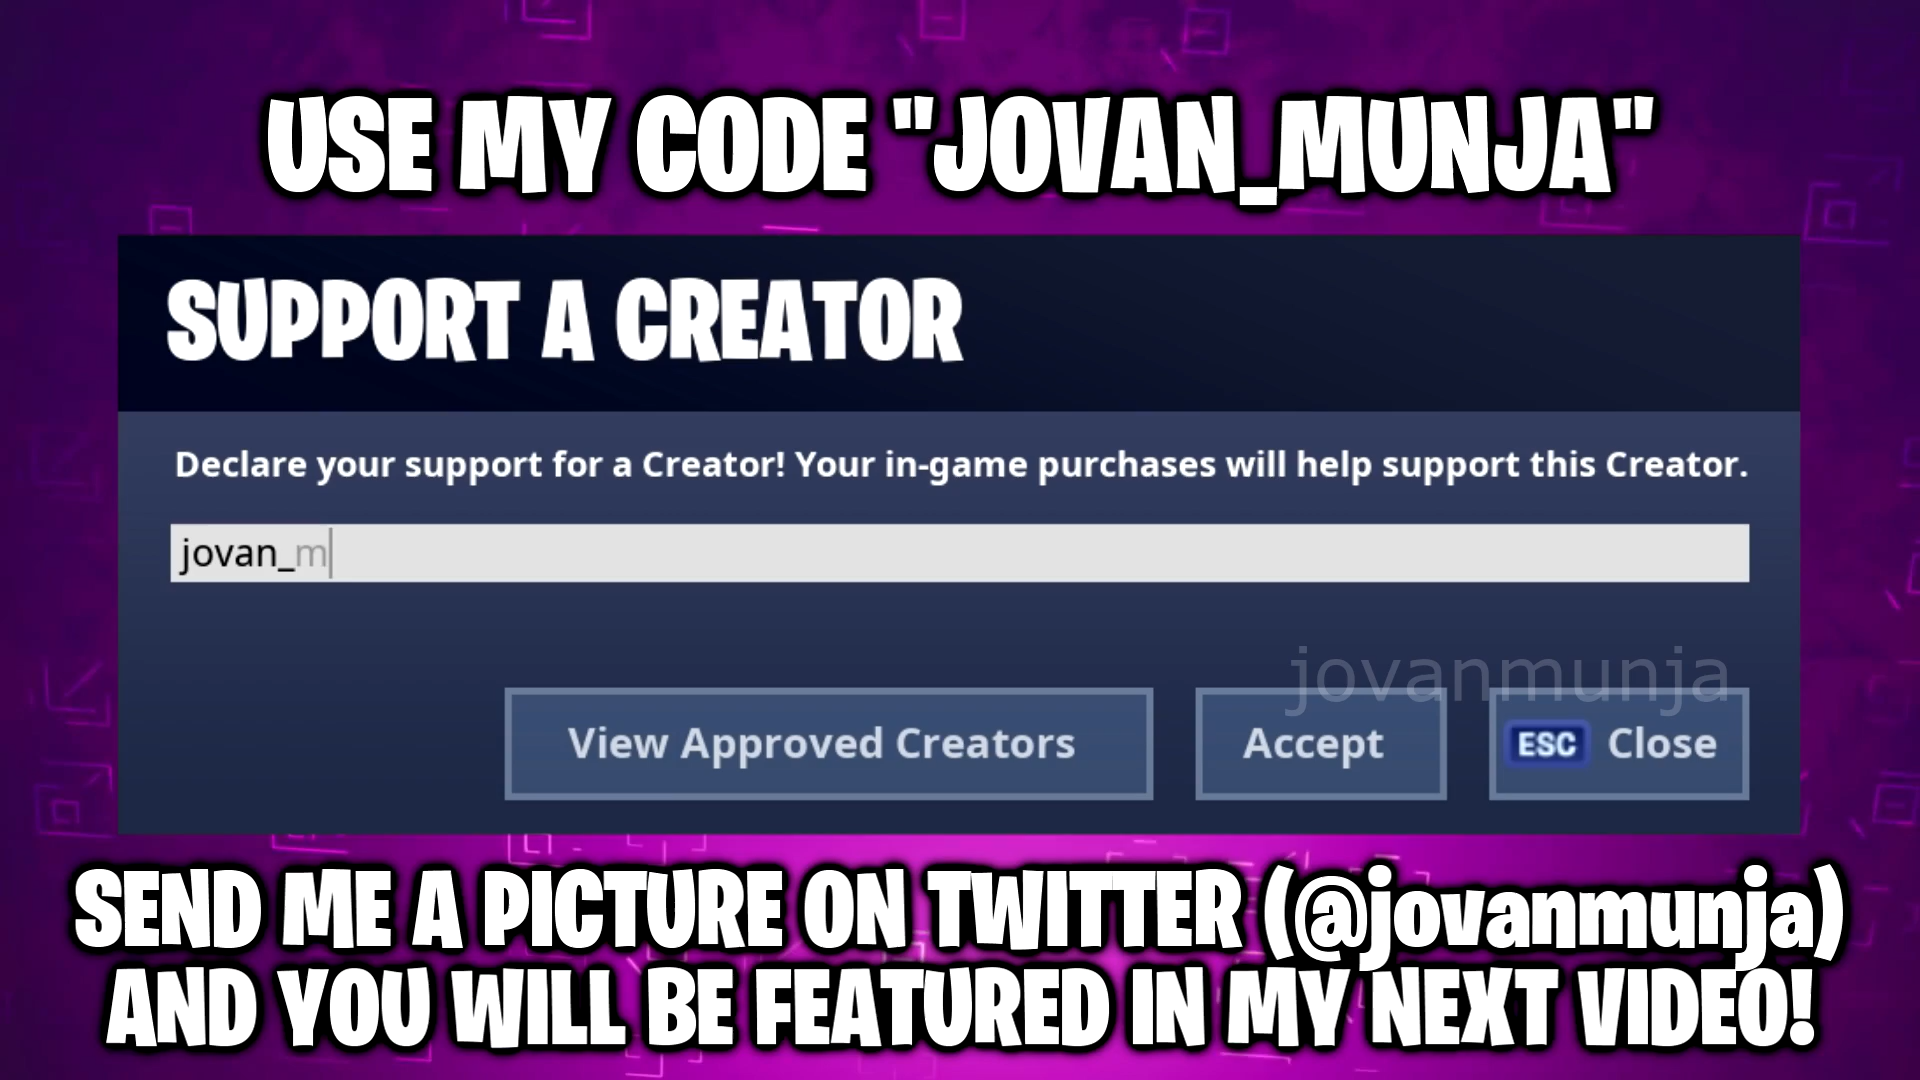 USE MY CODE "JOVAN_MUNJA"
SUPPORT A CREATOR
Declare your support for a Creator! Your in-game purchases will help support this Creator.
jovan_m
jovanmunja
View Approved Creators
Accept
ESC Close
SEND ME A PICTURE ON TWITTER (@jovanmunja)
AND YOU WILL BE FEATURED IN MY NEXT VIDEO!